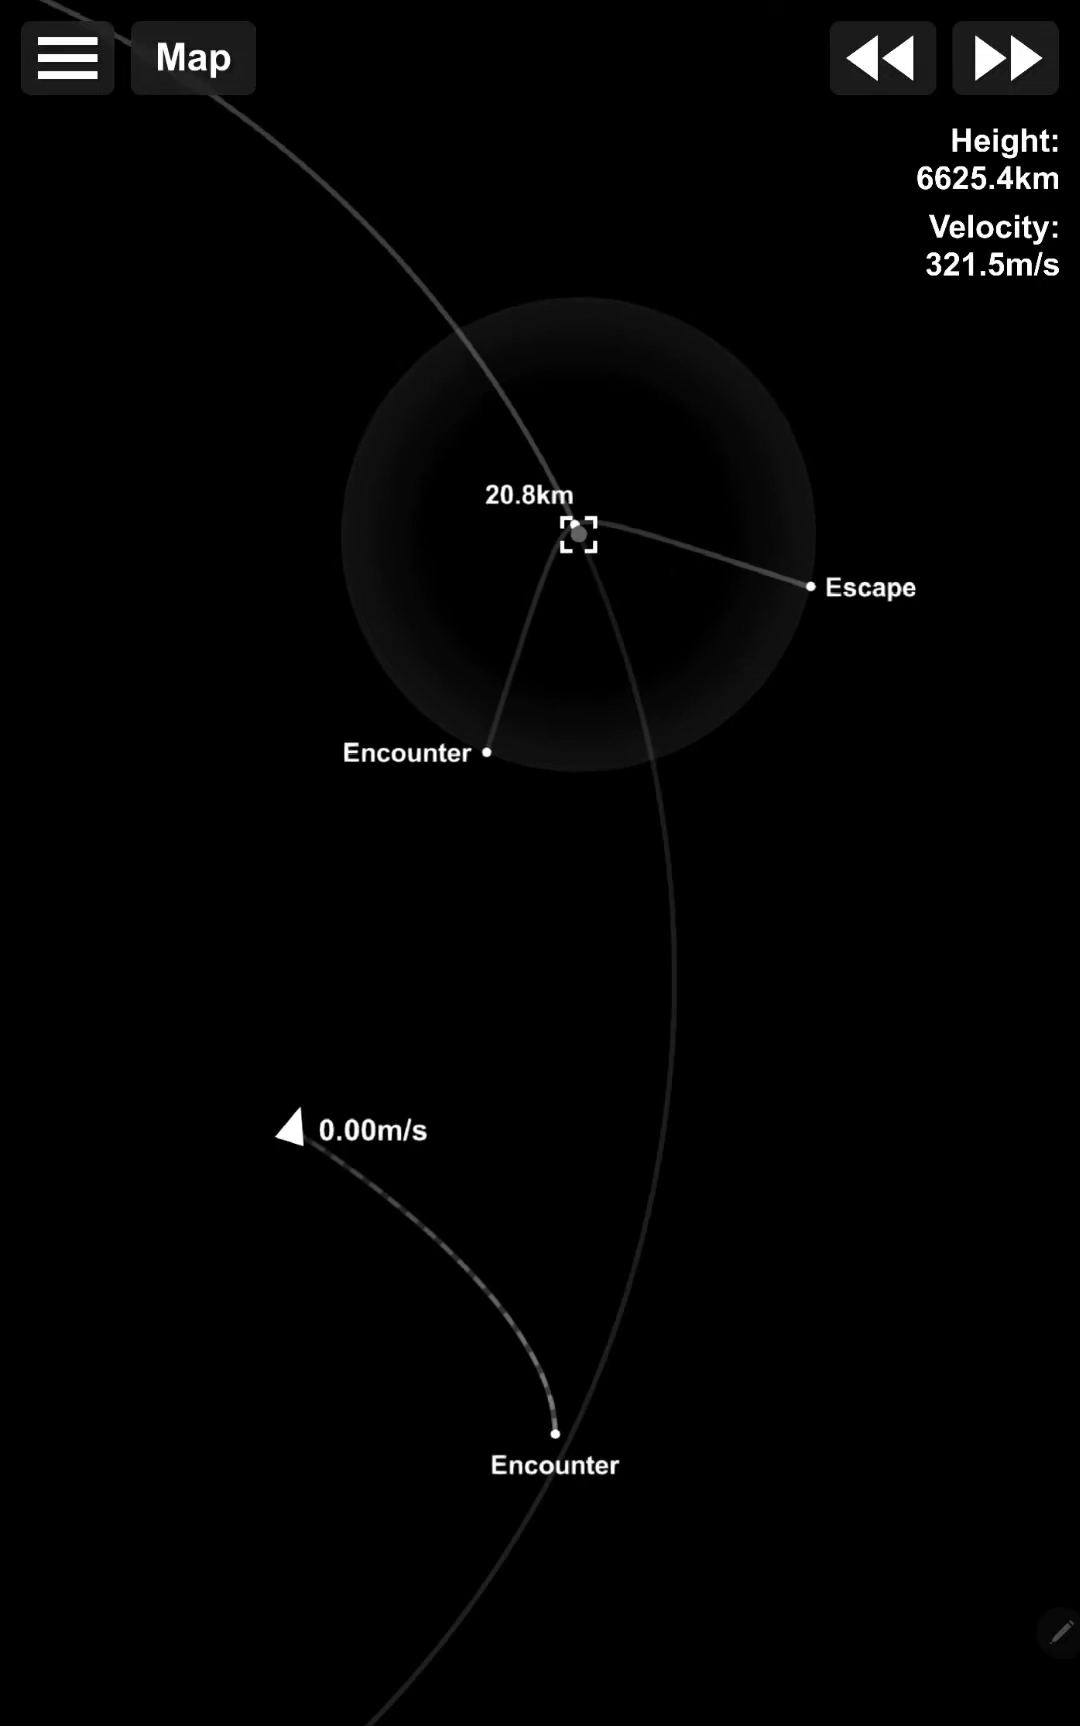 Map
Height:
6625.4km
Velocity:
321.5m/s
20.8km
Escape
Encounter
0.00m/s
Encounter